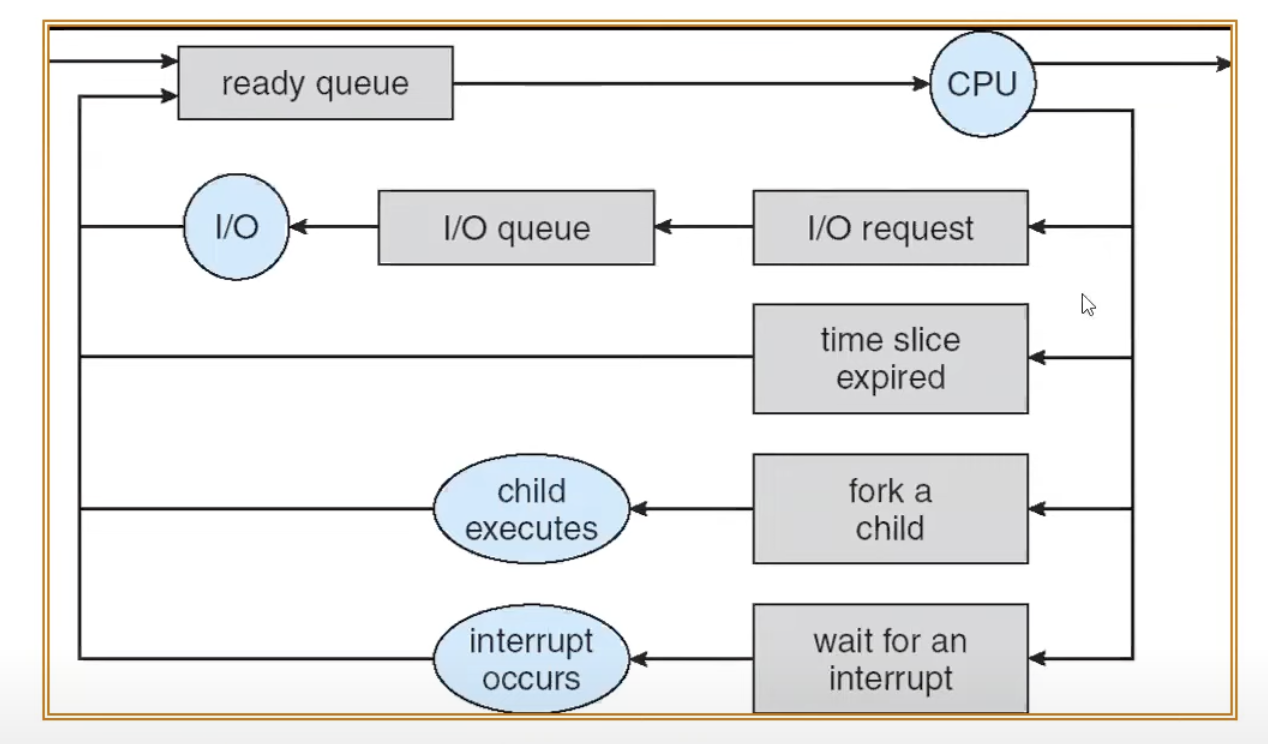 ready queue
CPU
I/O
I/O queue
I/O request
time slice
expired
child
executes
fork a
child
interrupt
occurs
wait for an
interrupt